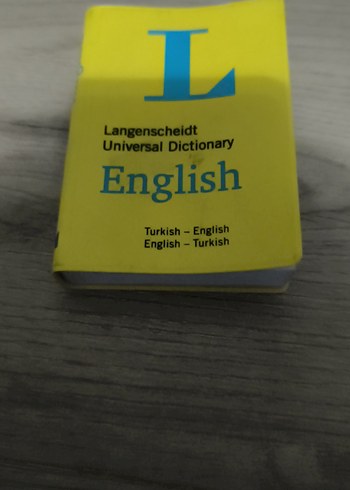 L
Langenscheidt
Universal Dictionary
English
Turkish – English
English – Turkish